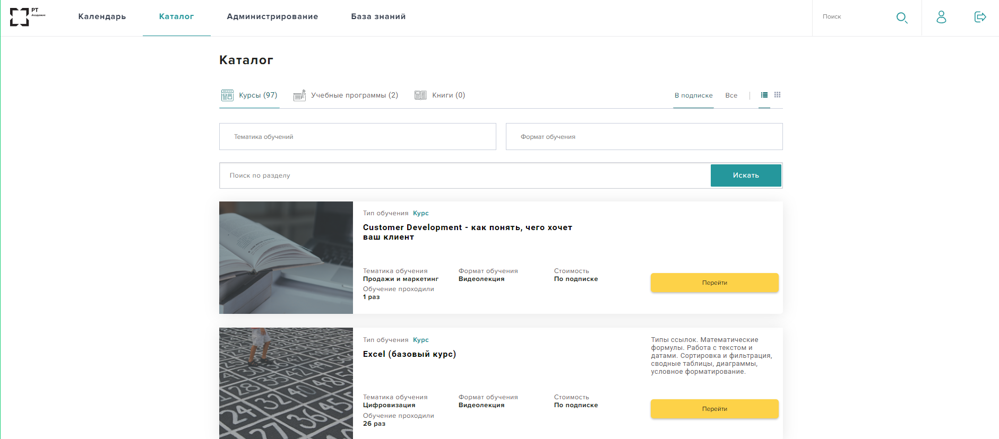 РТ
Академия
Календарь
Каталог
Администрирование
База знаний
Поиск
Каталог
Курсы (97)
Учебные программы (2)
Книги (0)
В подписке
Все
Тематика обучений
Формат обучения
Поиск по разделу
Искать
Тип обучения Курс
Customer Development - как понять, чего хочет
ваш клиент
Тематика обучения
Продажи и маркетинг
Формат обучения
Видеолекция
Стоимость
По подписке
Обучение проходили
1 раз
Перейти
Тип обучения Курс
Excel (базовый курс)
Типы ссылок. Математические
формулы. Работа с текстом и
датами. Сортировка и фильтрация,
сводные таблицы, диаграммы,
условное форматирование.
Тематика обучения
Цифровизация
Формат обучения
Видеолекция
Стоимость
По подписке
Обучение проходили
26 раз
Перейти